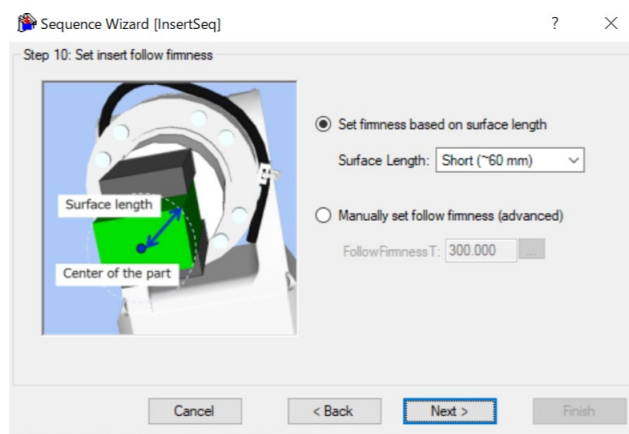 Sequence Wizard [InsertSeq]
?
Step 10: Set insert follow firmness
Surface length
Center of the part
Set firmness based on surface length
Surface Length: Short (~60 mm)
Manually set follow firmness (advanced)
FollowFirmnessT: 300.000 ...
Cancel < Back Next > Finish